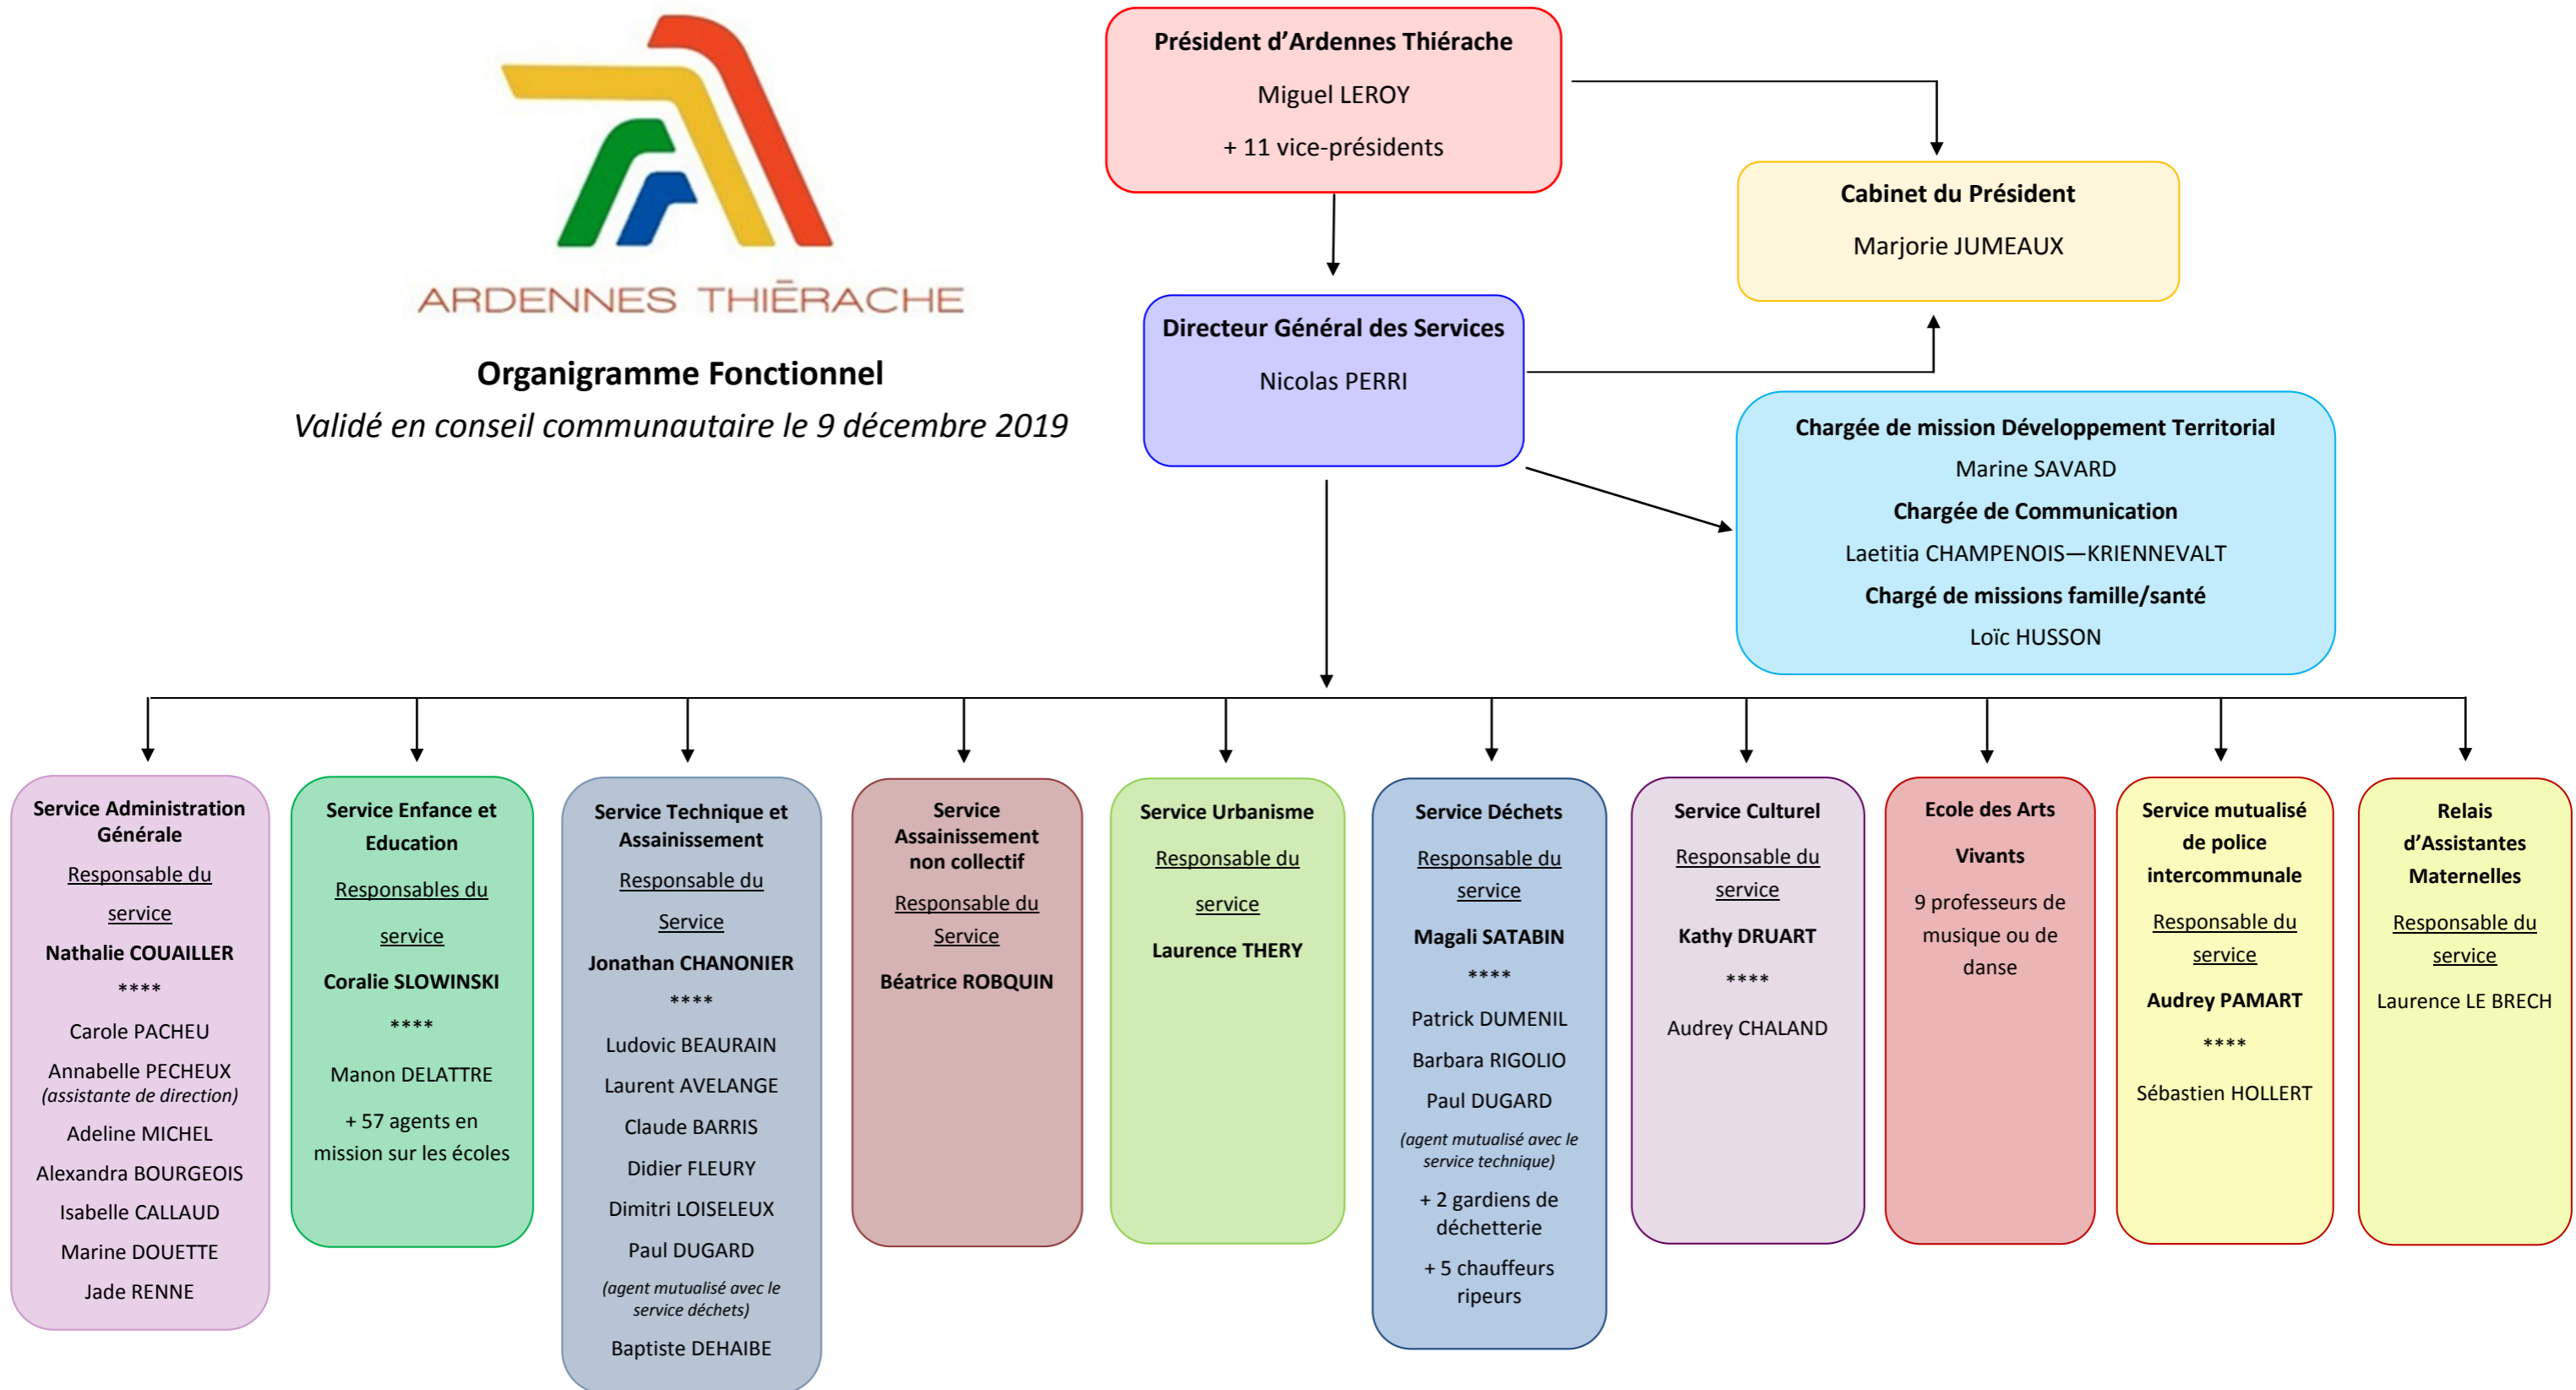 ARDENNES THIĒRACHE
Organigramme Fonctionnel
Validé en conseil communautaire le 9 décembre 2019
Président d’Ardennes Thiérache
Miguel LEROY
+ 11 vice-présidents
Cabinet du Président
Marjorie JUMEAUX
Directeur Général des Services
Nicolas PERRI
Chargée de mission Développement Territorial
Marine SAVARD
Chargée de Communication
Laetitia CHAMPENOIS—KRIENNEVALT
Chargé de missions famille/santé
Loïc HUSSON
Service Administration
Générale
Responsable du
service
Nathalie COUAILLER
****
Carole PACHEU
Annabelle PECHEUX
(assistante de direction)
Adeline MICHEL
Alexandra BOURGEOIS
Isabelle CALLAUD
Marine DOUETTE
Jade RENNE
Service Enfance et
Education
Responsables du
service
Coralie SLOWINSKI
****
Manon DELATTRE
+ 57 agents en
mission sur les écoles
Service Technique et
Assainissement
Responsable du
Service
Jonathan CHANONIER
****
Ludovic BEAURAIN
Laurent AVELANGE
Claude BARRIS
Didier FLEURY
Dimitri LOISELEUX
Paul DUGARD
(agent mutualisé avec le
service déchets)
Baptiste DEHAIBE
Service
Assainissement
non collectif
Responsable du
Service
Béatrice ROBQUIN
Service Urbanisme
Responsable du
service
Laurence THERY
Service Déchets
Responsable du
service
Magali SATABIN
****
Patrick DUMENIL
Barbara RIGOLIO
Paul DUGARD
(agent mutualisé avec le
service technique)
+ 2 gardiens de
déchetterie
+ 5 chauffeurs
ripeurs
Service Culturel
Responsable du
service
Kathy DRUART
****
Audrey CHALAND
Ecole des Arts
Vivants
9 professeurs de
musique ou de
danse
Service mutualisé
de police
intercommunale
Responsable du
service
Audrey PAMART
****
Sébastien HOLLERT
Relais
d’Assistantes
Maternelles
Responsable du
service
Laurence LE BRECH